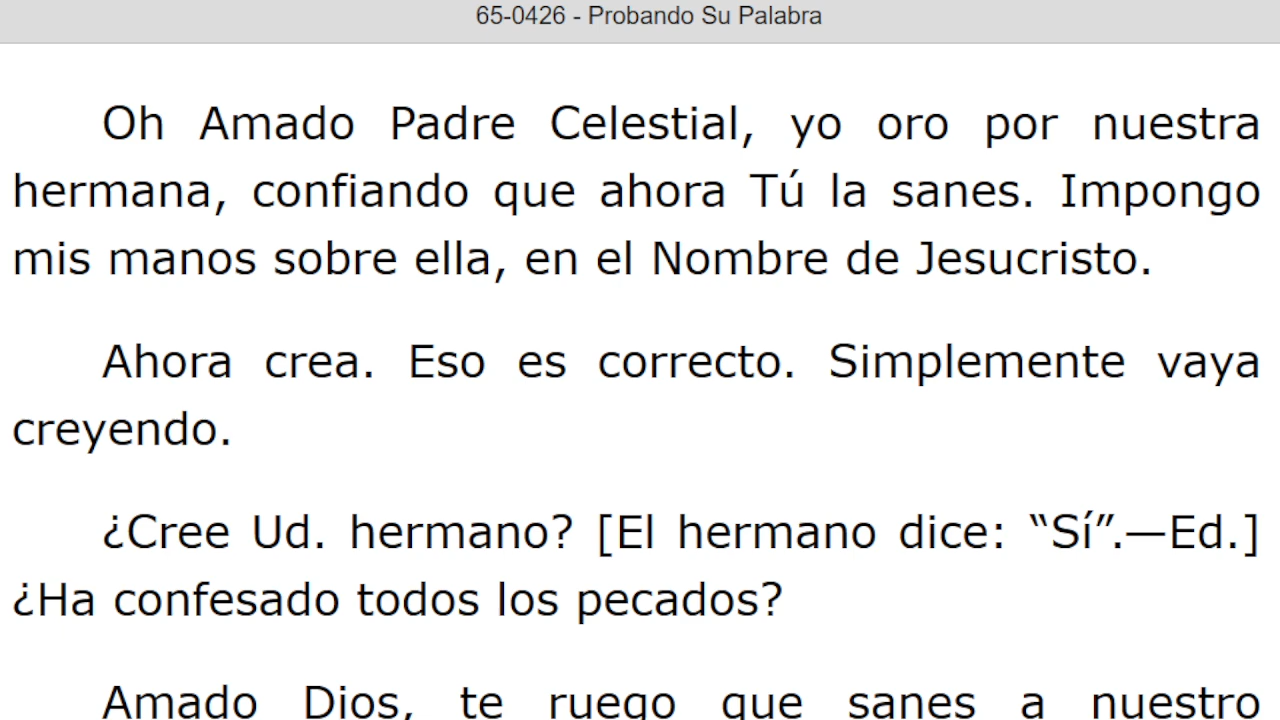 65-0426 - Probando Su Palabra
Oh Amado Padre Celestial, yo oro por nuestra
hermana, confiando que ahora Tú la sanes. Impongo
mis manos sobre ella, en el Nombre de Jesucristo.
Ahora crea. Eso es correcto. Simplemente vaya
creyendo.
¿Cree Ud. hermano? [El hermano dice: “Sí”.—Ed.]
¿Ha confesado todos los pecados?
Amado Dios, te ruego que sanes a nuestro